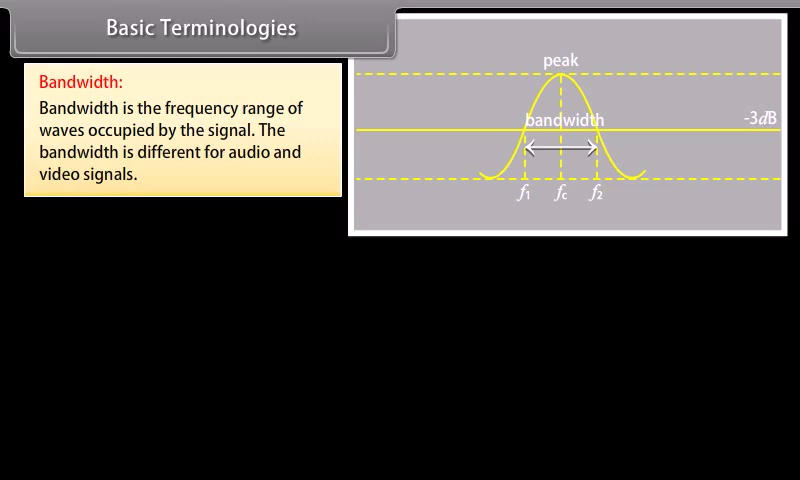 Basic Terminologies
Bandwidth:
Bandwidth is the frequency range of
waves occupied by the signal. The
bandwidth is different for audio and
video signals.
peak
bandwidth
-3dB
f1 fc f2